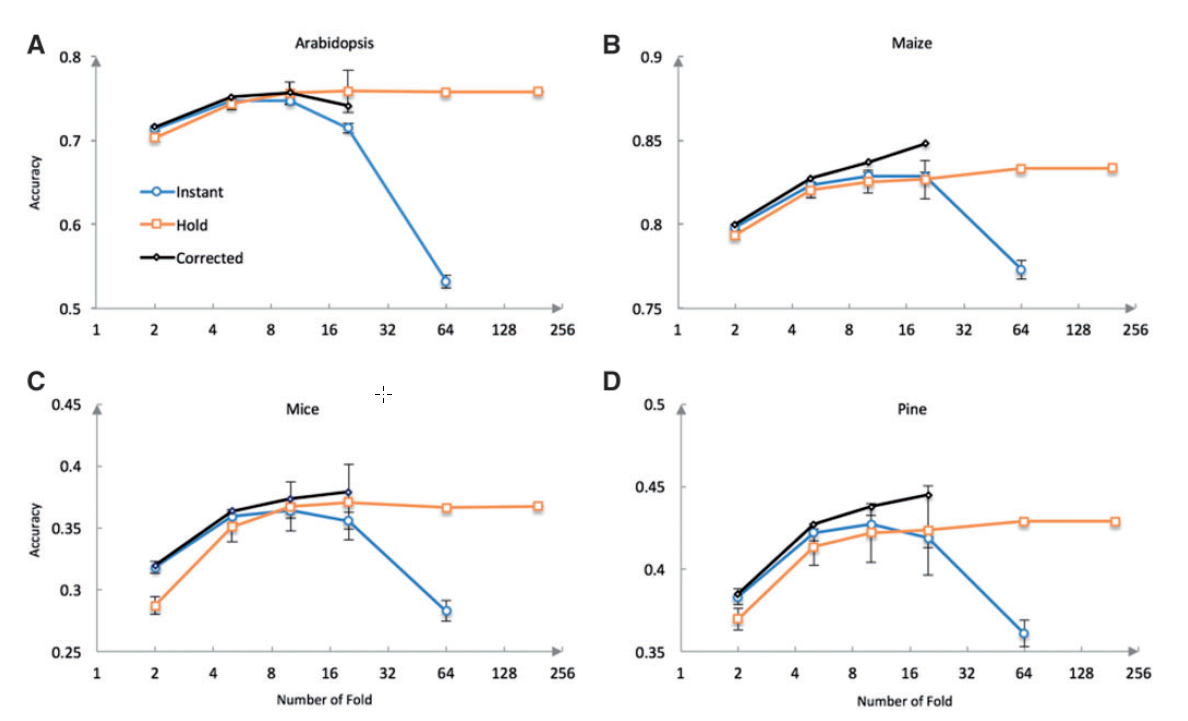 A
Arabidopsis
0.8
0.7
0.6
0.5
Accuracy
Instant
Hold
Corrected
1 2 4 8 16 32 64 128 256
B
Maize
0.9
0.85
0.8
0.75
1 2 4 8 16 32 64 128 256
C
Mice
0.45
0.4
0.35
0.3
0.25
Accuracy
1 2 4 8 16 32 64 128 256
Number of Fold
D
Pine
0.5
0.45
0.4
0.35
1 2 4 8 16 32 64 128 256
Number of Fold